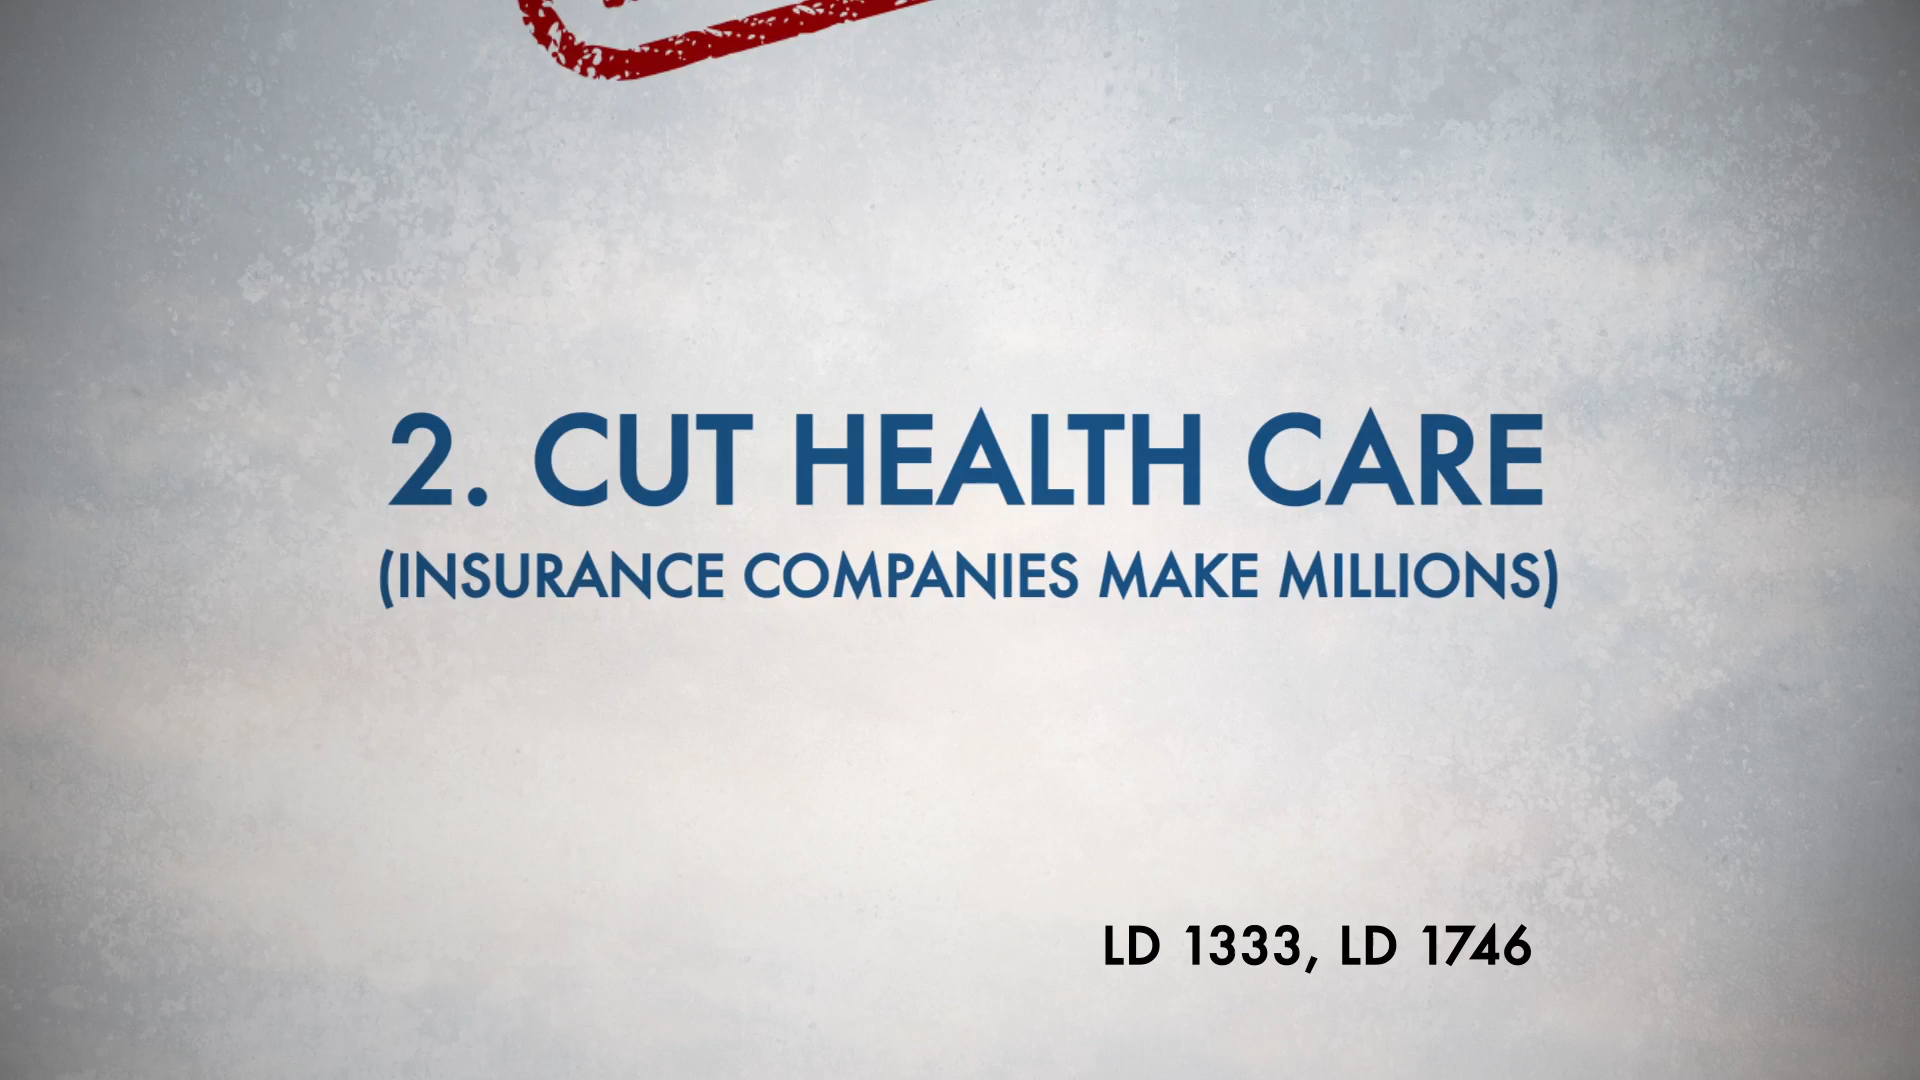 2. CUT HEALTH CARE
(INSURANCE COMPANIES MAKE MILLIONS)
LD 1333, LD 1746